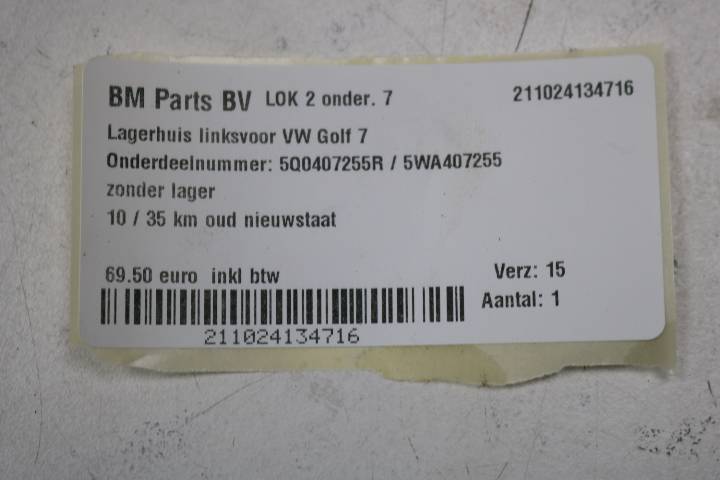 BM Parts BV LOK 2 onder. 7 211024134716
Lagerhuis linksvoor VW Golf 7
Onderdeelnummer: 5Q0407255R / 5WA407255
zonder lager
10 / 35 km oud nieuwstaat
69.50 euro inkl btw Verz: 15
Aantal: 1
211024134716